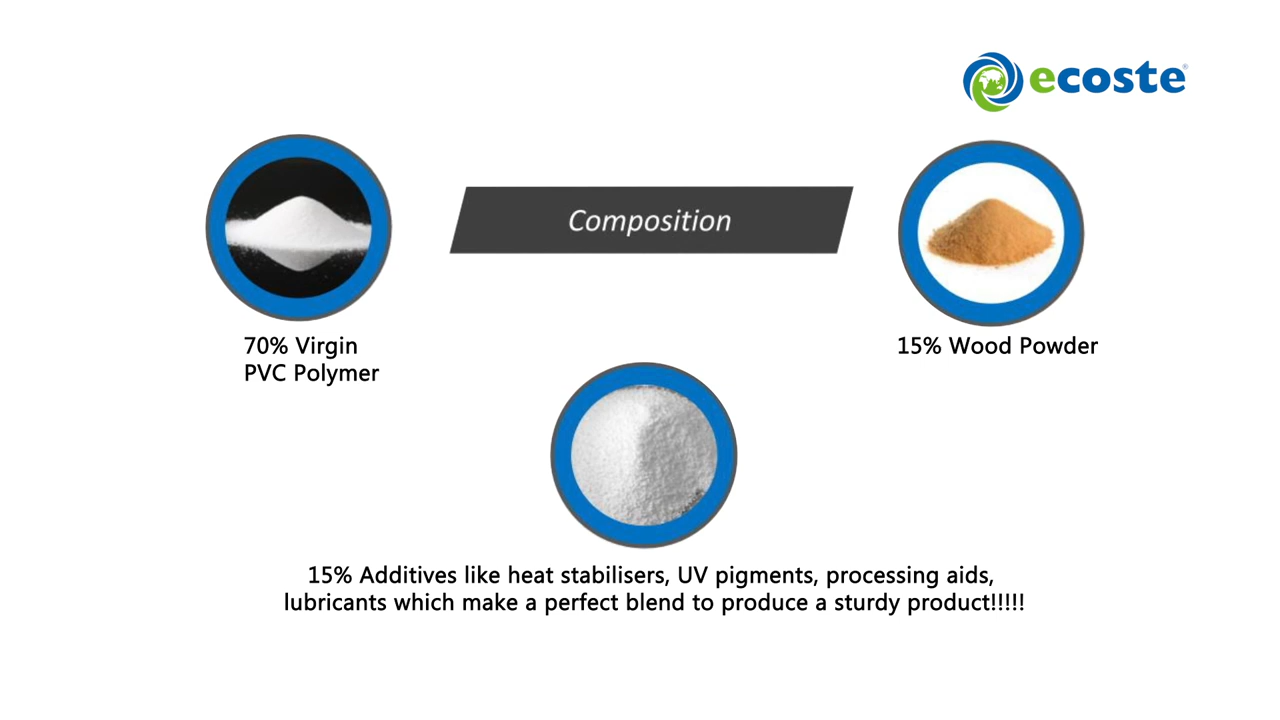 ecoste®
Composition
70% Virgin
PVC Polymer
15% Wood Powder
15% Additives like heat stabilisers, UV pigments, processing aids,
lubricants which make a perfect blend to produce a sturdy product!!!!!